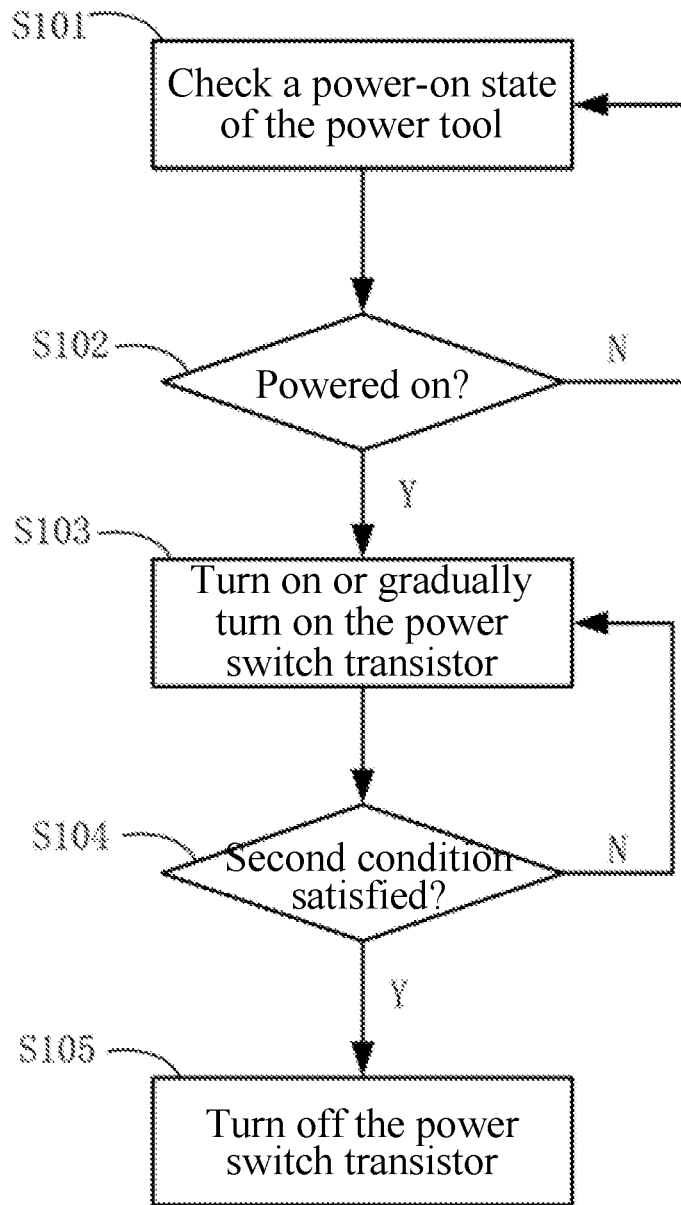 S101
Check a power-on state
of the power tool
S102
Powered on?
N
Y
S103
Turn on or gradually
turn on the power
switch transistor
S104
Second condition
satisfied?
N
Y
S105
Turn off the power
switch transistor